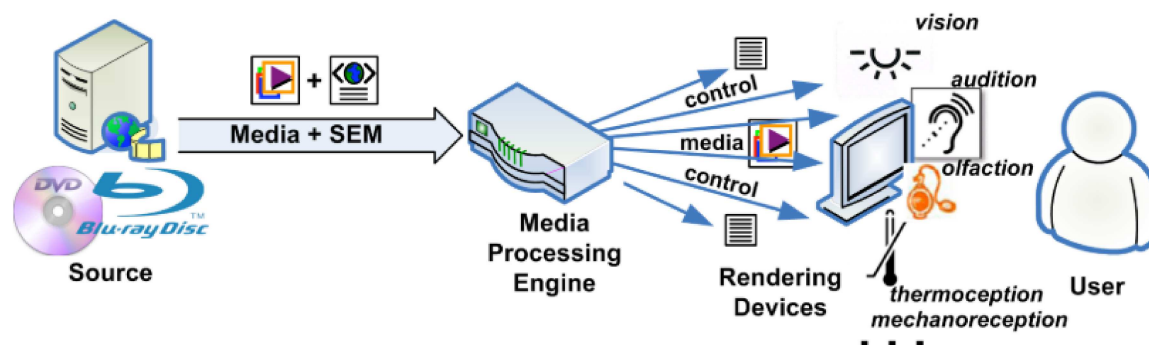 vision
audition
control
Media + SEM
media
olfaction
control
DVD
Blu-ray Disc
TM
Source
Media
Processing
Engine
Rendering
Devices
thermoception
mechanoreception
User